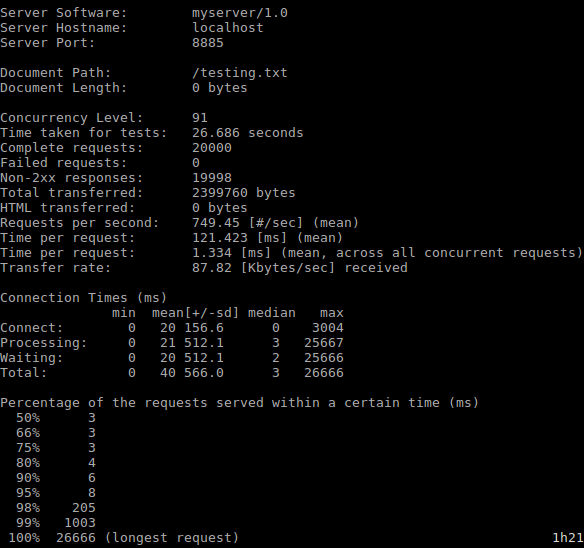 Server Software:        myserver/1.0
Server Hostname:        localhost
Server Port:            8885

Document Path:          /testing.txt
Document Length:        0 bytes

Concurrency Level:      91
Time taken for tests:   26.686 seconds
Complete requests:      20000
Failed requests:        0
Non-2xx responses:      19998
Total transferred:      2399760 bytes
HTML transferred:       0 bytes
Requests per second:    749.45 [#/sec] (mean)
Time per request:       121.423 [ms] (mean)
Time per request:       1.334 [ms] (mean, across all concurrent requests)
Transfer rate:          87.82 [Kbytes/sec] received

Connection Times (ms)
              min  mean[+/-sd] median   max
Connect:        0   20 156.6      0    3004
Processing:     0   21 512.1      3   25667
Waiting:        0   20 512.1      2   25666
Total:          0   40 566.0      3   26666

Percentage of the requests served within a certain time (ms)
  50%      3
  66%      3
  75%      3
  80%      4
  90%      6
  95%      8
  98%    205
  99%   1003
 100%  26666 (longest request)
1h21